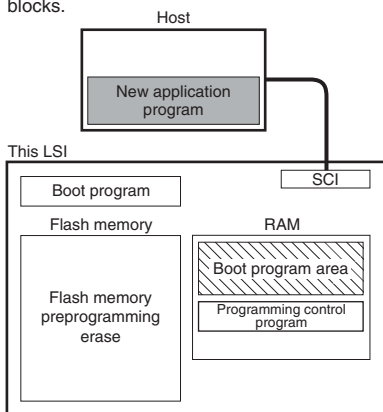 blocks.
Host
New application
program
This LSI
SCI
Boot program
Flash memory
RAM
Flash memory
preprogramming
erase
Boot program area
Programming control
program